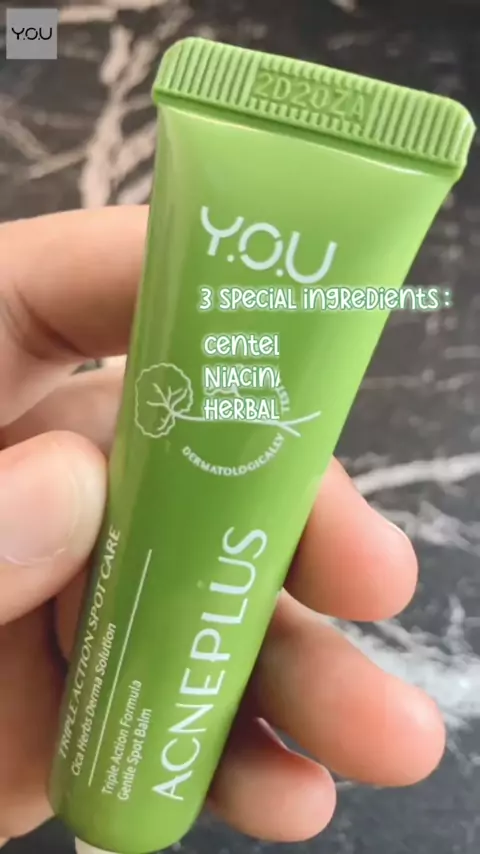 Y.O.U
2D20ZA
Y.O.U
3 SPECIAL INGREDIENTS :
CENTEL
NIACIN
HERBAL
DERMATOLOGICALLY TEST
ACNEPLUS
TRIPLE ACTION SPOT CARE
Cica Herbs Derma Solution
Triple Action Formula
Gentle Spot Balm